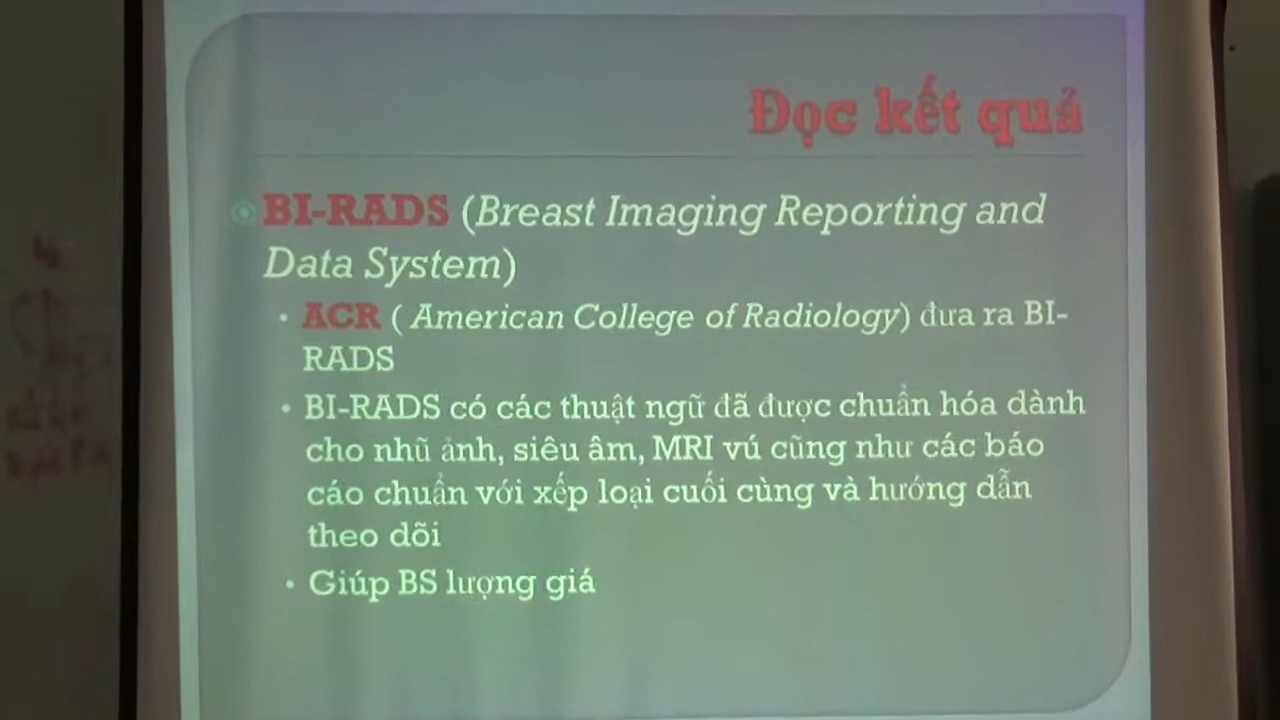 Đọc kết quả
BI-RADS (Breast Imaging Reporting and
Data System)
• ACR ( American College of Radiology) đưa ra BI-
RADS
• BI-RADS có các thuật ngữ đã được chuẩn hóa dành
cho nhũ ảnh, siêu âm, MRI vú cũng như các báo
cáo chuẩn với xếp loại cuối cùng và hướng dẫn
theo dõi
• Giúp BS lượng giá